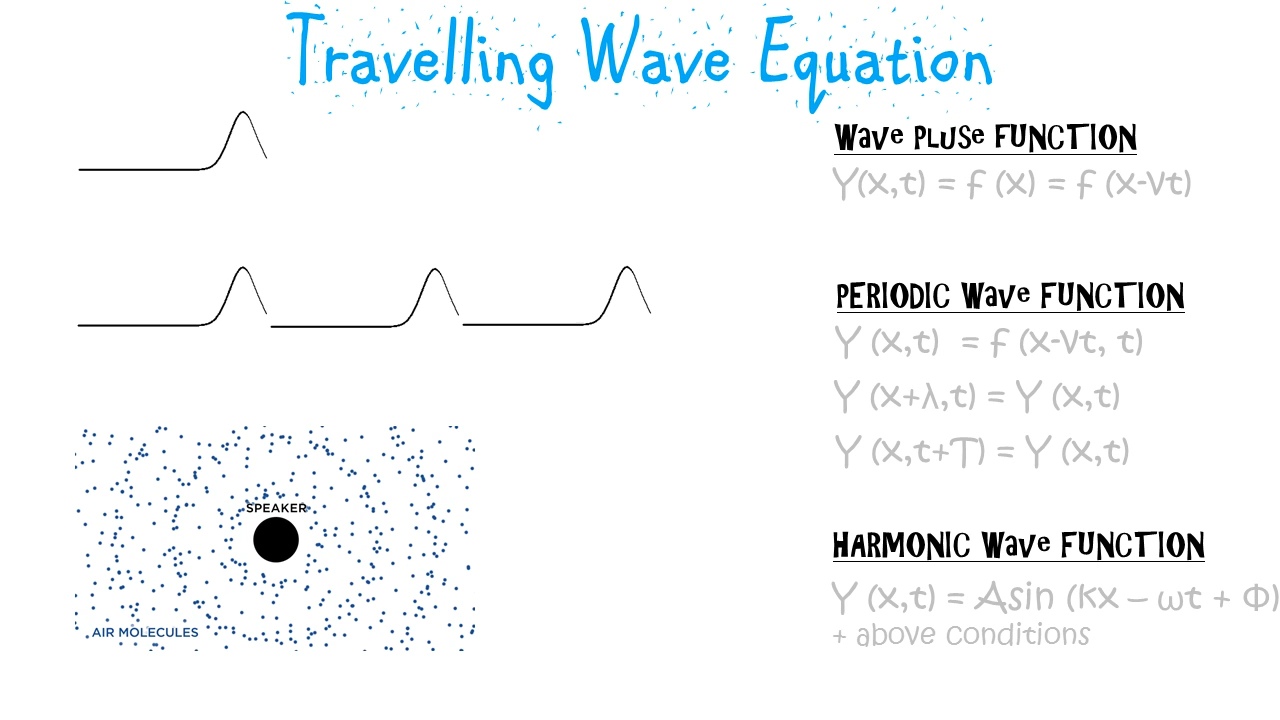 Travelling Wave Equation
Wave PLUSe FUNCTION
Y(x,t) = f (x) = f (x-vt)
PERIODIC Wave FUNCTION
Y (x,t) = f (x-vt, t)
Y (x+λ,t) = Y (x,t)
Y (x,t+T) = Y (x,t)
SPEAKER
AIR MOLECULES
HARMONIC Wave FUNCTION
Y (x,t) = Asin (kx – ωt + Φ)
+ above conditions